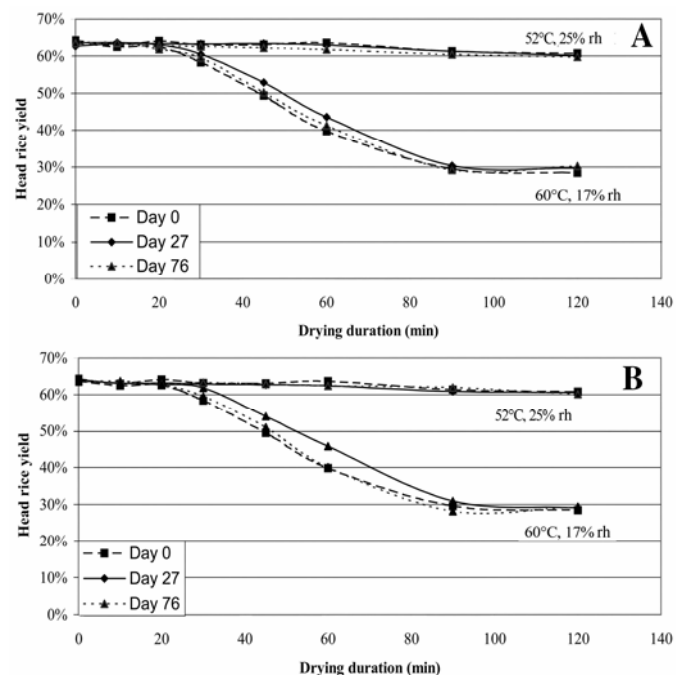 70%
60%
50%
40%
30%
20%
10%
0%
Head rice yield
A
52°C, 25% rh
60°C, 17% rh
Day 0
Day 27
Day 76
0 20 40 60 80 100 120 140
Drying duration (min)
70%
60%
50%
40%
30%
20%
10%
0%
Head rice yield
B
52°C, 25% rh
60°C, 17% rh
Day 0
Day 27
Day 76
0 20 40 60 80 100 120 140
Drying duration (min)